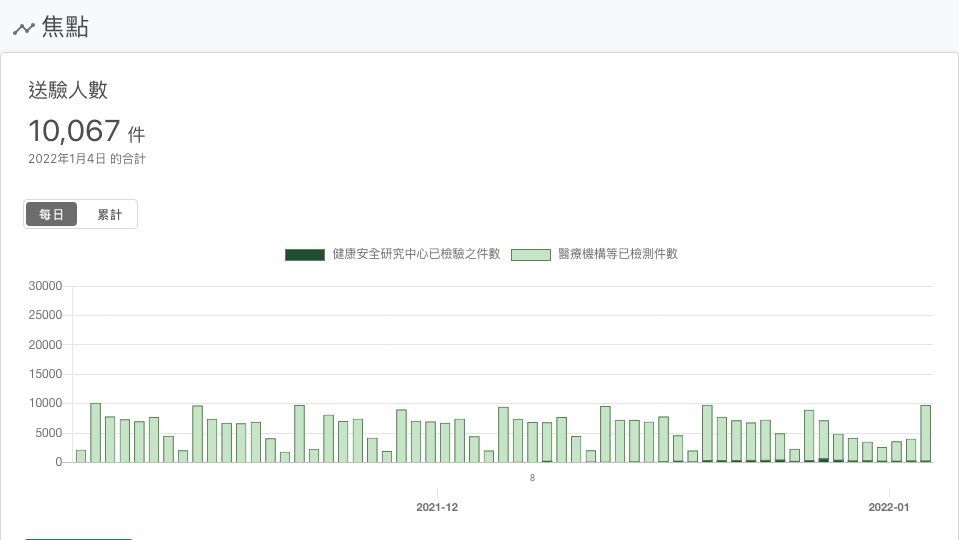 焦點
送驗人數
10,067 件
2022年1月4日 的合計
每日 累計
健康安全研究中心已檢驗之件數 醫療機構等已檢測件數
30000
25000
20000
15000
10000
5000
0
8
2021-12 2022-01